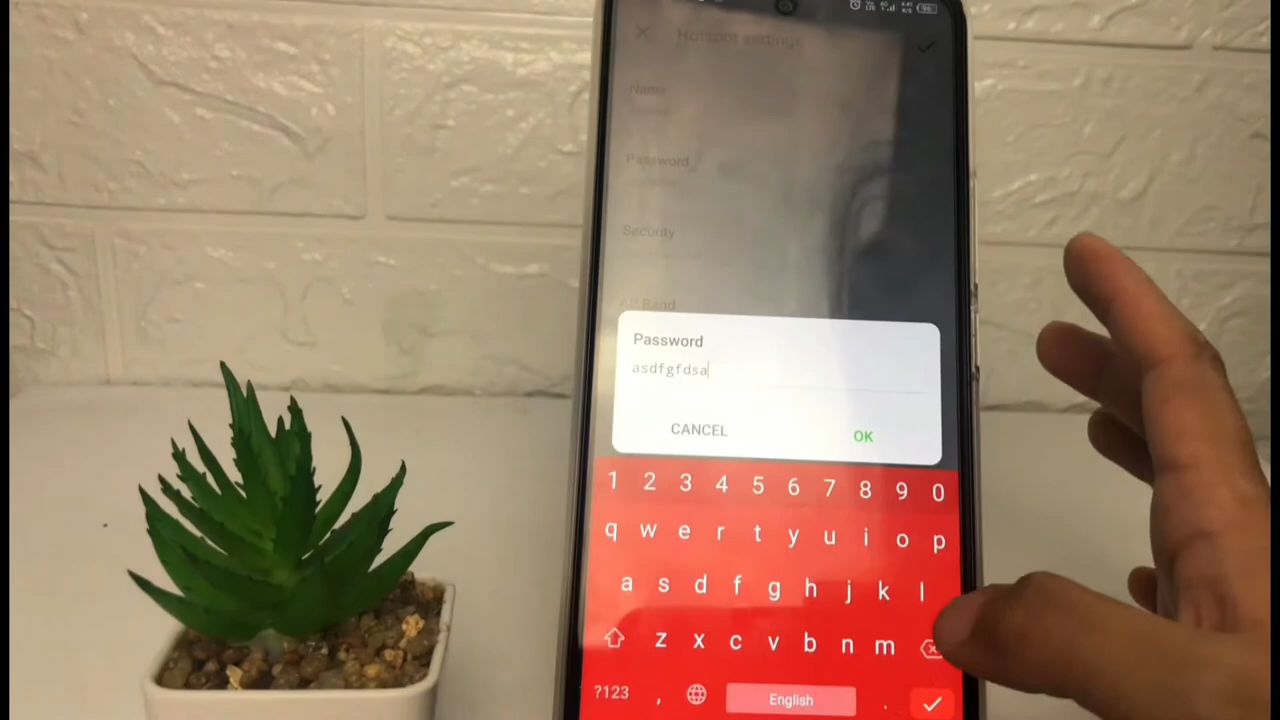 Hotspot settings
Name
Password
Security
AP Band
Password
asdfgfdsa
CANCEL OK
1 2 3 4 5 6 7 8 9 0
q w e r t y u i o p
a s d f g h j k l
z x c v b n m
?123 , English .